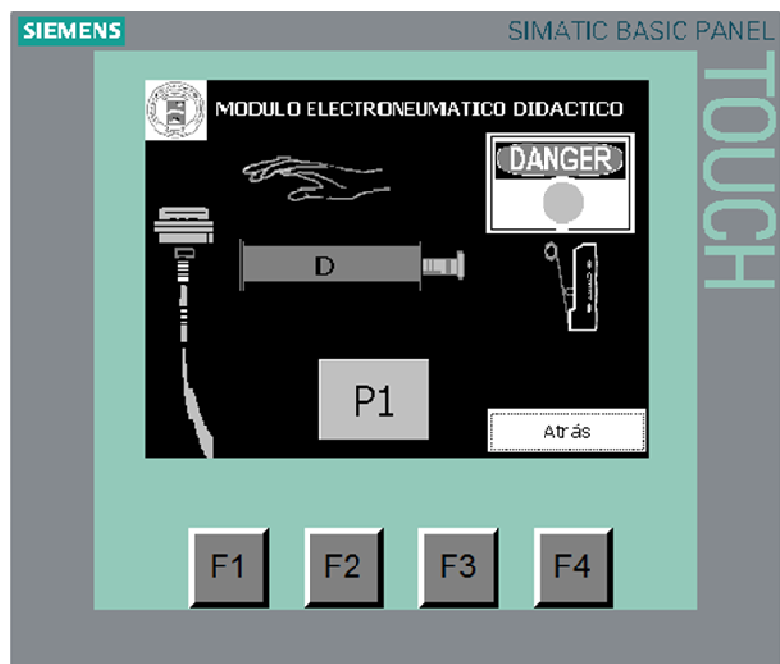 SIEMENS
SIMATIC BASIC PANEL
TOUCH
MODULO ELECTRONEUMATICO DIDACTICO
DANGER
D
P1
Atrás
F1 F2 F3 F4